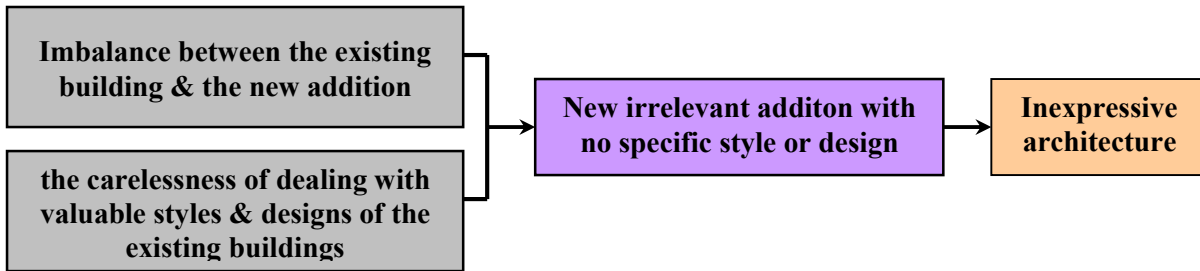 Imbalance between the existing
building & the new addition
the carelessness of dealing with
valuable styles & designs of the
existing buildings
New irrelevant additon with
no specific style or design
Inexpressive
architecture